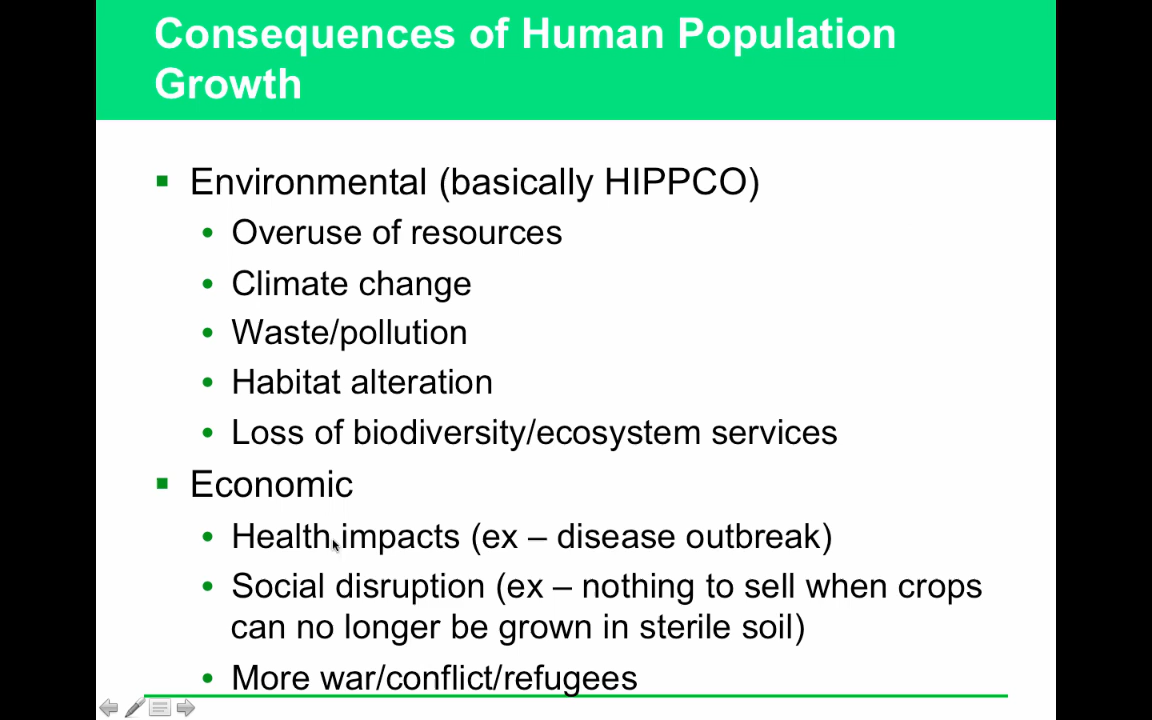 Consequences of Human Population
Growth
Environmental (basically HIPPCO)
Overuse of resources
Climate change
Waste/pollution
Habitat alteration
Loss of biodiversity/ecosystem services
Economic
Health impacts (ex – disease outbreak)
Social disruption (ex – nothing to sell when crops
can no longer be grown in sterile soil)
More war/conflict/refugees